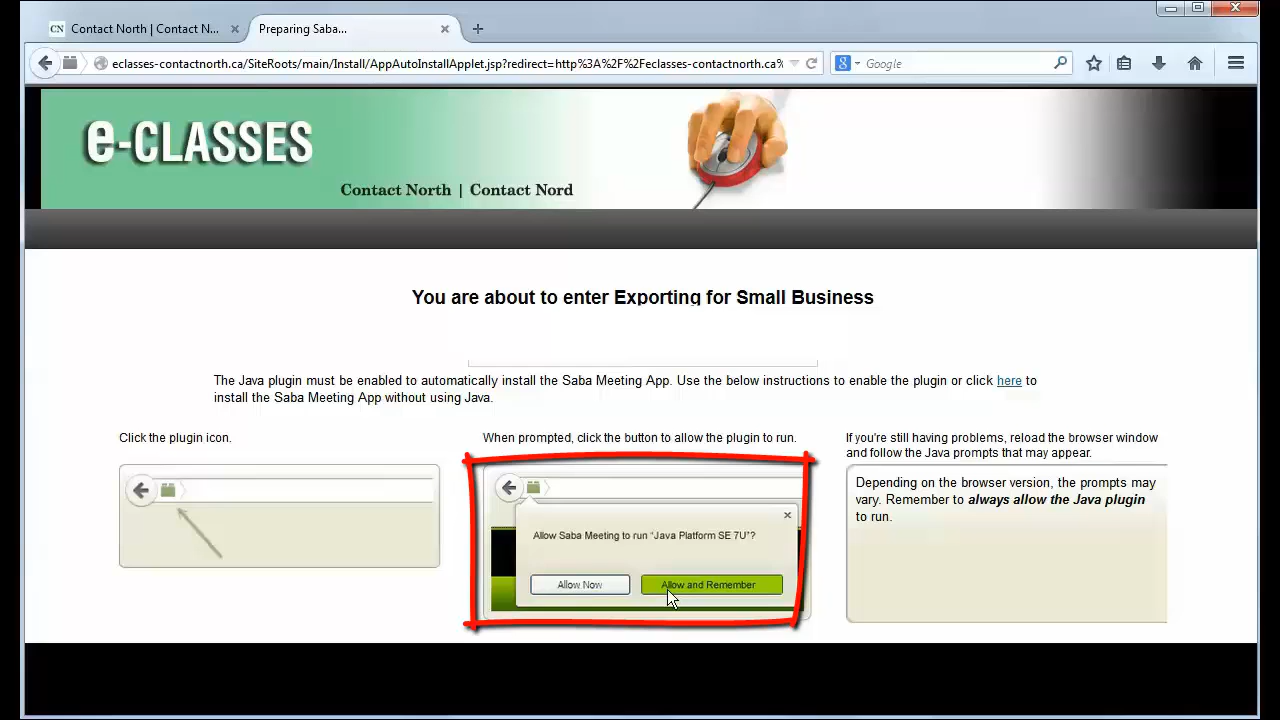 CN Contact North | Contact N...
Preparing Saba...
eclasses-contactnorth.ca/SiteRoots/main/Install/AppAutoInstallApplet.jsp?redirect=http%3A%2F%2Feclasses-contactnorth.ca%
8 Google
e-CLASSES
Contact North | Contact Nord
You are about to enter Exporting for Small Business
The Java plugin must be enabled to automatically install the Saba Meeting App. Use the below instructions to enable the plugin or click here to
install the Saba Meeting App without using Java.
Click the plugin icon.
When prompted, click the button to allow the plugin to run.
Allow Saba Meeting to run “Java Platform SE 7U”?
Allow Now
Allow and Remember
If you're still having problems, reload the browser window
and follow the Java prompts that may appear.
Depending on the browser version, the prompts may
vary. Remember to always allow the Java plugin
to run.